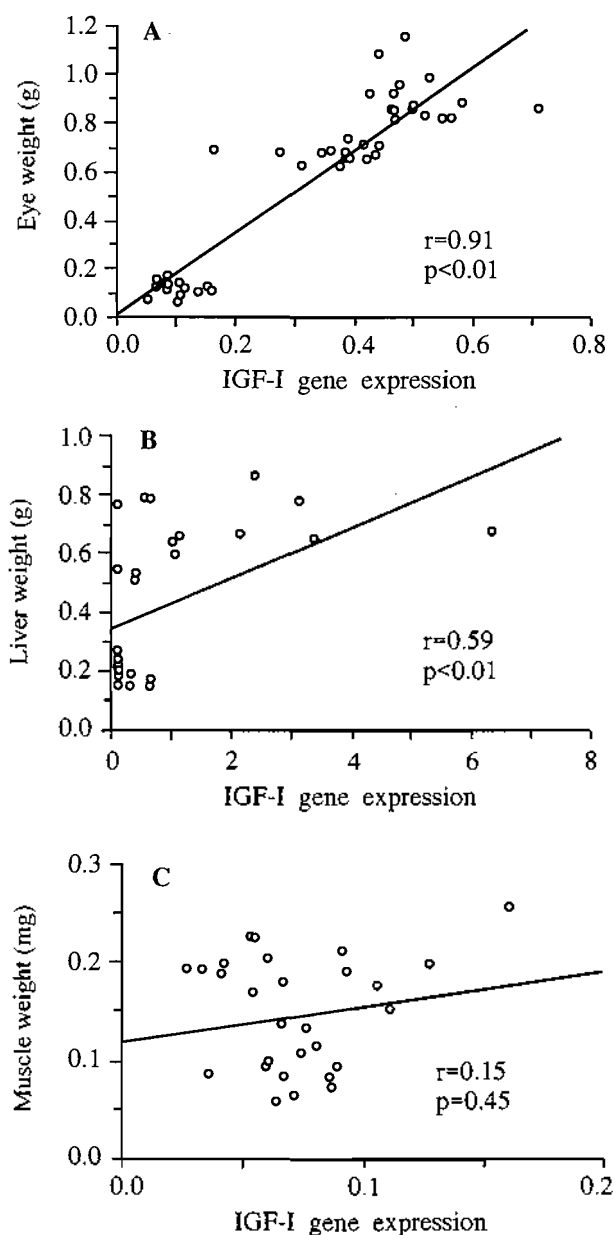 A
Eye weight (g)
1.2
1.0
0.8
0.6
0.4
0.2
0.0
r=0.91
p<0.01
0.0 0.2 0.4 0.6 0.8
IGF-I gene expression
B
Liver weight (g)
1.0
0.8
0.6
0.4
0.2
0.0
r=0.59
p<0.01
0 2 4 6 8
IGF-I gene expression
C
Muscle weight (mg)
0.3
0.2
0.1
0.0
r=0.15
p=0.45
0.0 0.1 0.2
IGF-I gene expression